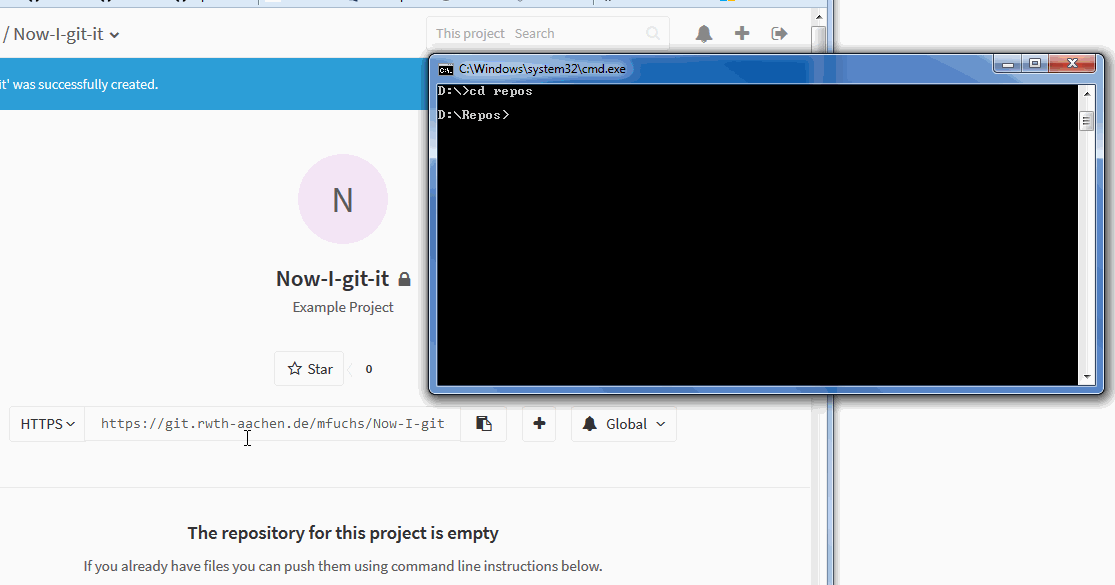 / Now-I-git-it
This project Search
it' was successfully created.
C:\Windows\system32\cmd.exe
D:\>cd repos
D:\Repos>
N
Now-I-git-it
Example Project
Star 0
HTTPS https://git.rwth-aachen.de/mfuchs/Now-I-git Global
The repository for this project is empty
If you already have files you can push them using command line instructions below.